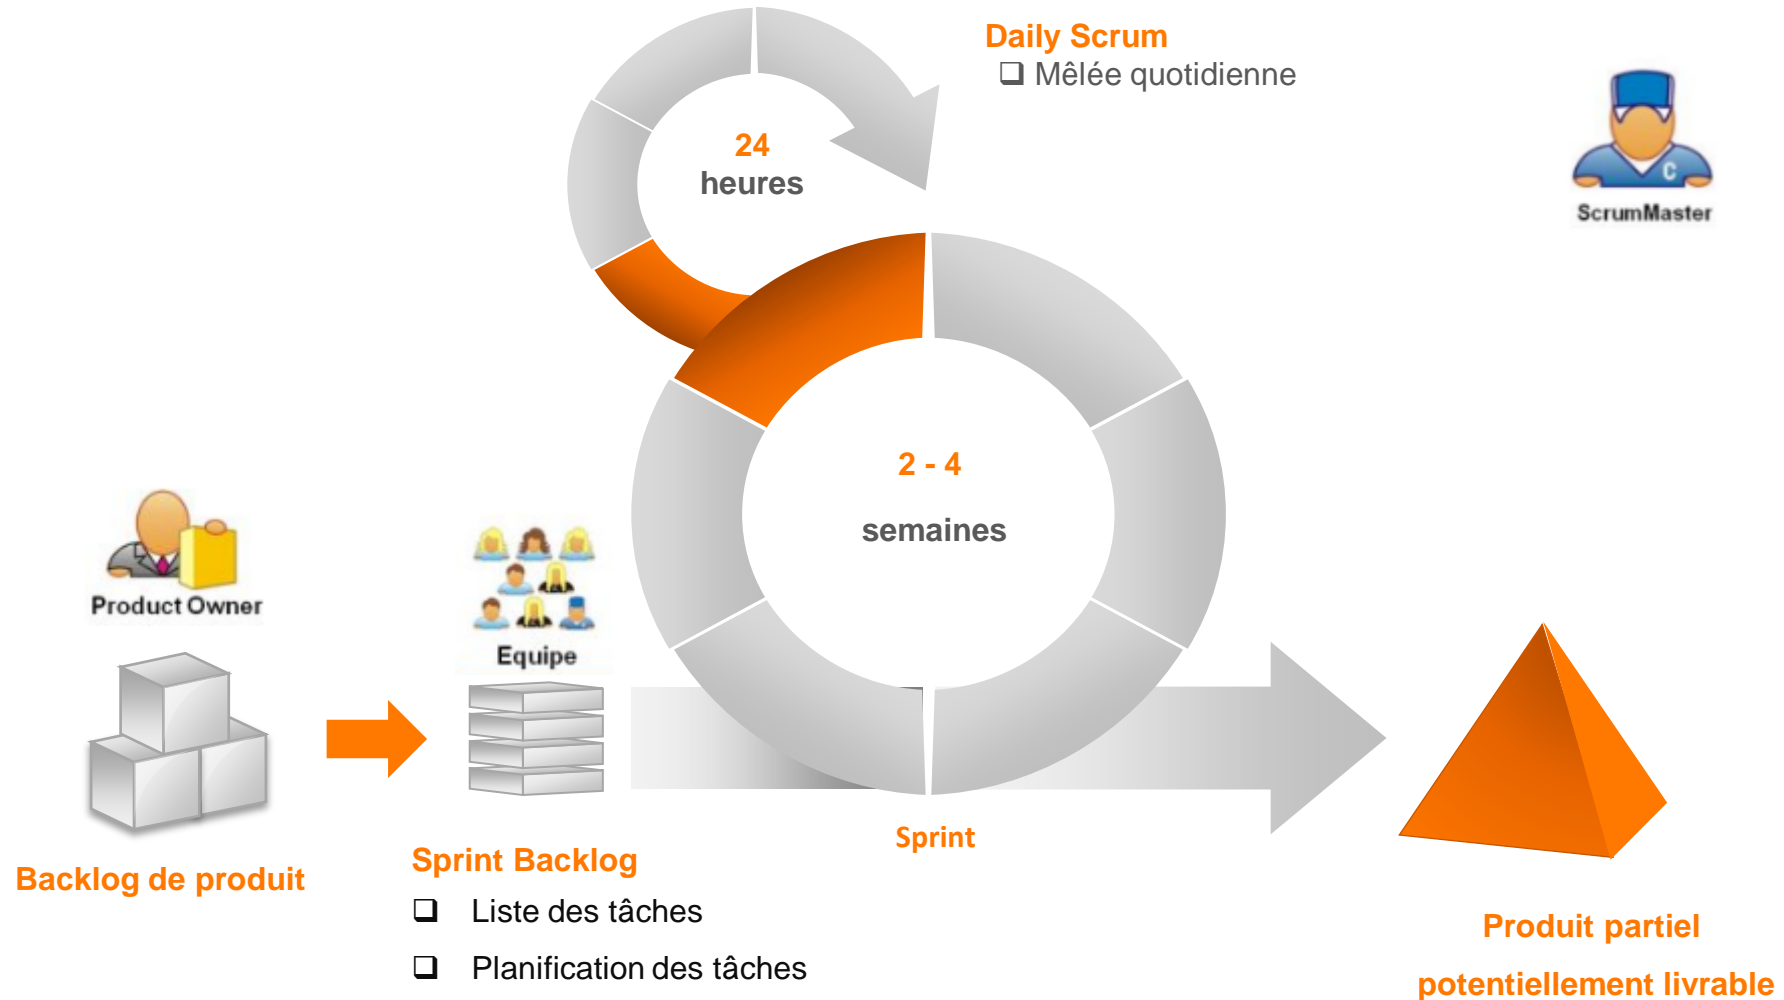 Daily Scrum
❑ Mêlée quotidienne
24
heures
C
ScrumMaster
2 - 4
semaines
Product Owner
Equipe
Sprint
Backlog de produit
Sprint Backlog
❑ Liste des tâches
❑ Planification des tâches
Produit partiel
potentiellement livrable